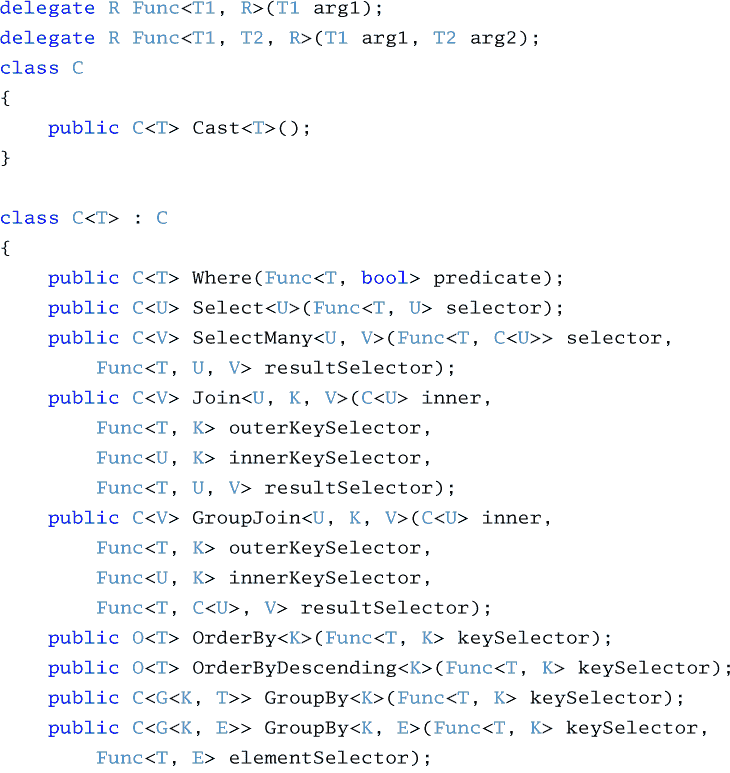 delegate R Func<T1, R>(T1 arg1);
delegate R Func<T1, T2, R>(T1 arg1, T2 arg2);
class C
{
    public C<T> Cast<T>();
}

class C<T> : C
{
    public C<T> Where(Func<T, bool> predicate);
    public C<U> Select<U>(Func<T, U> selector);
    public C<V> SelectMany<U, V>(Func<T, C<U>> selector,
        Func<T, U, V> resultSelector);
    public C<V> Join<U, K, V>(C<U> inner,
        Func<T, K> outerKeySelector,
        Func<U, K> innerKeySelector,
        Func<T, U, V> resultSelector);
    public C<V> GroupJoin<U, K, V>(C<U> inner,
        Func<T, K> outerKeySelector,
        Func<U, K> innerKeySelector,
        Func<T, C<U>, V> resultSelector);
    public O<T> OrderBy<K>(Func<T, K> keySelector);
    public O<T> OrderByDescending<K>(Func<T, K> keySelector);
    public C<G<K, T>> GroupBy<K>(Func<T, K> keySelector);
    public C<G<K, E>> GroupBy<K, E>(Func<T, K> keySelector,
        Func<T, E> elementSelector);